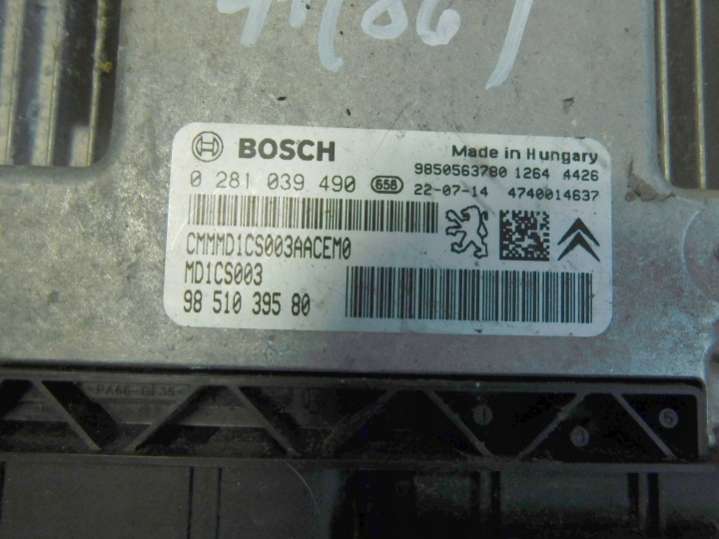 BOSCH
Made in Hungary
0 281 039 490 658
9850563780 1264 4426
22-07-14 4740014637
CMMMD1CS003AACEM0
MD1CS003
98 510 395 80